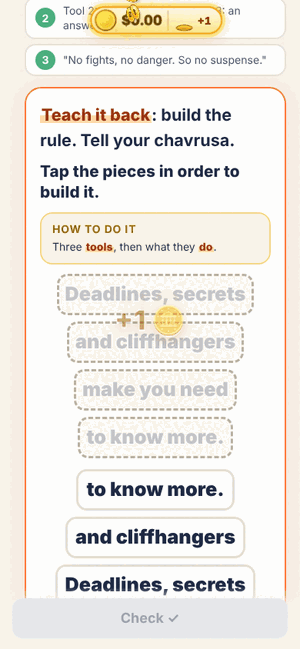 2
Tool 2
: an
answ
$0.00
+1
3
"No fights, no danger. So no suspense."
Teach it back: build the
rule. Tell your chavrusa.
Tap the pieces in order to
build it.
HOW TO DO IT
Three tools, then what they do.
Deadlines, secrets
+1
and cliffhangers
make you need
to know more.
to know more.
and cliffhangers
Deadlines, secrets
Check ✓